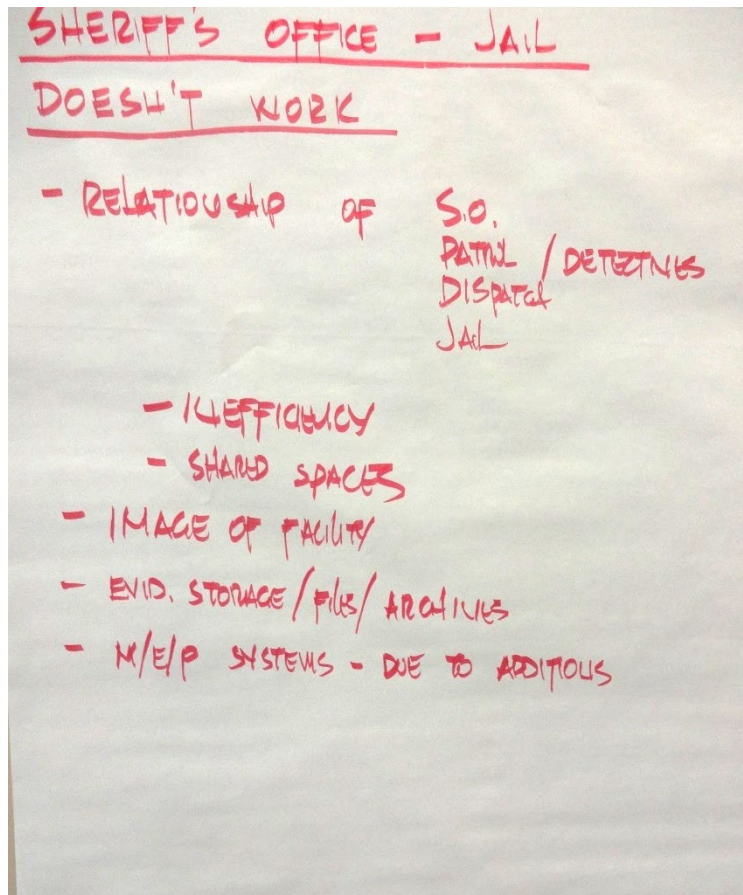 SHERIFF'S OFFICE - JAIL
DOESN'T WORK
- RELATIONSHIP OF S.O.
PATROL / DETECTIVES
DISPATCH
JAIL
- INEFFICIENCY
- SHARED SPACES
- IMAGE OF FACILITY
- EVID. STORAGE / FILES / ARCHIVES
- M/E/P SYSTEMS - DUE TO ADDITIONS